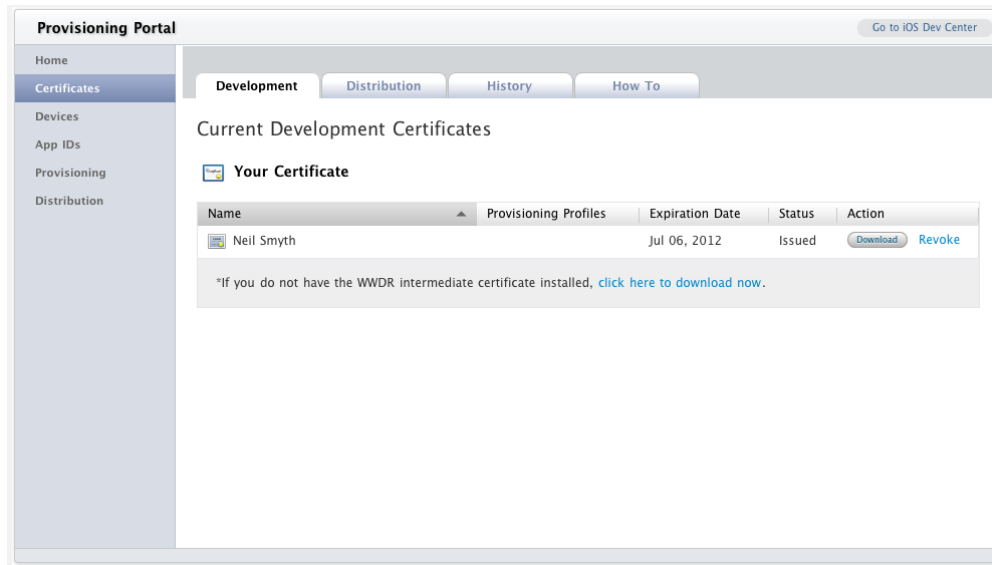 Provisioning Portal
Go to iOS Dev Center
Home
Certificates
Devices
App IDs
Provisioning
Distribution
Development Distribution History How To
Current Development Certificates
Your Certificate
Name Provisioning Profiles Expiration Date Status Action
Neil Smyth Jul 06, 2012 Issued Download Revoke
*If you do not have the WWDR intermediate certificate installed, click here to download now.